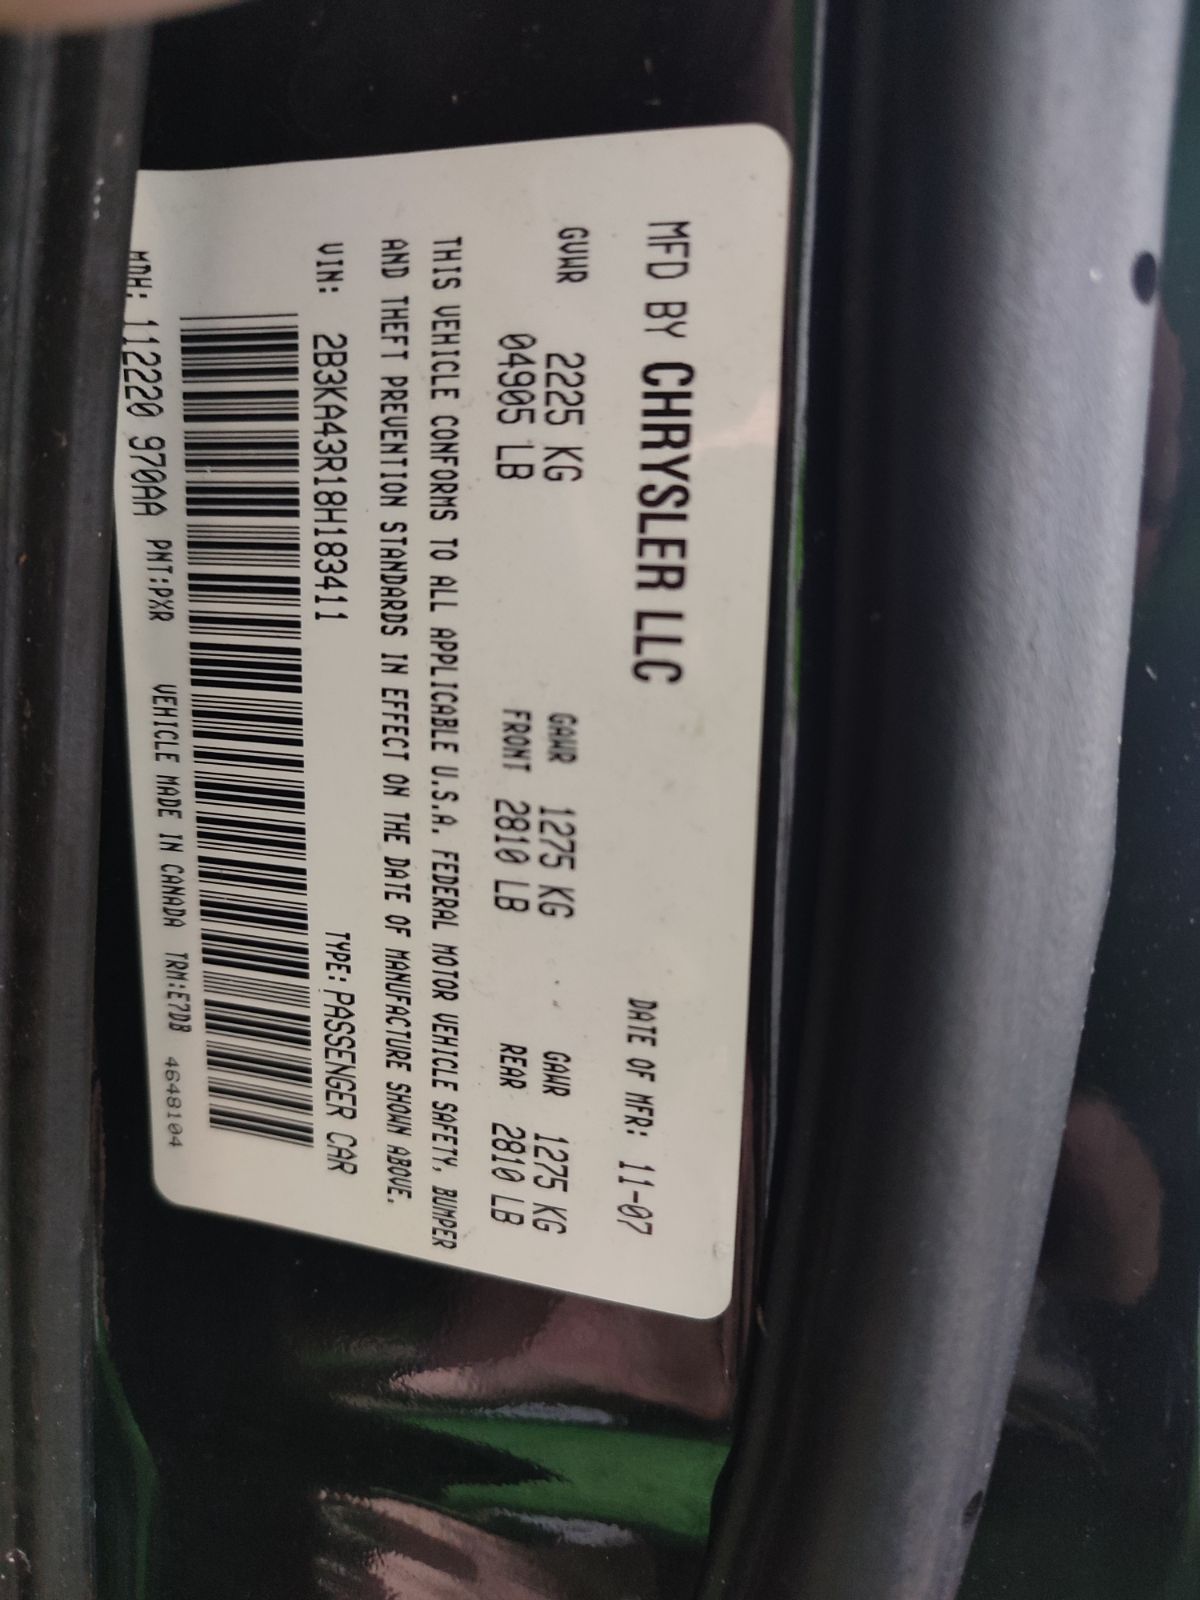 MFD BY CHRYSLER LLC DATE OF MFR: 11-07
GVWR 2225 KG GAWR 1275 KG GAWR 1275 KG
04905 LB FRONT 2810 LB REAR 2810 LB
THIS VEHICLE CONFORMS TO ALL APPLICABLE U.S.A. FEDERAL MOTOR VEHICLE SAFETY, BUMPER
AND THEFT PREVENTION STANDARDS IN EFFECT ON THE DATE OF MANUFACTURE SHOWN ABOVE.
VIN: 2B3KA43R18H183411 TYPE: PASSENGER CAR
MDH: 112220 970AA PNT:PXR VEHICLE MADE IN CANADA TRM:E7DB 4648104